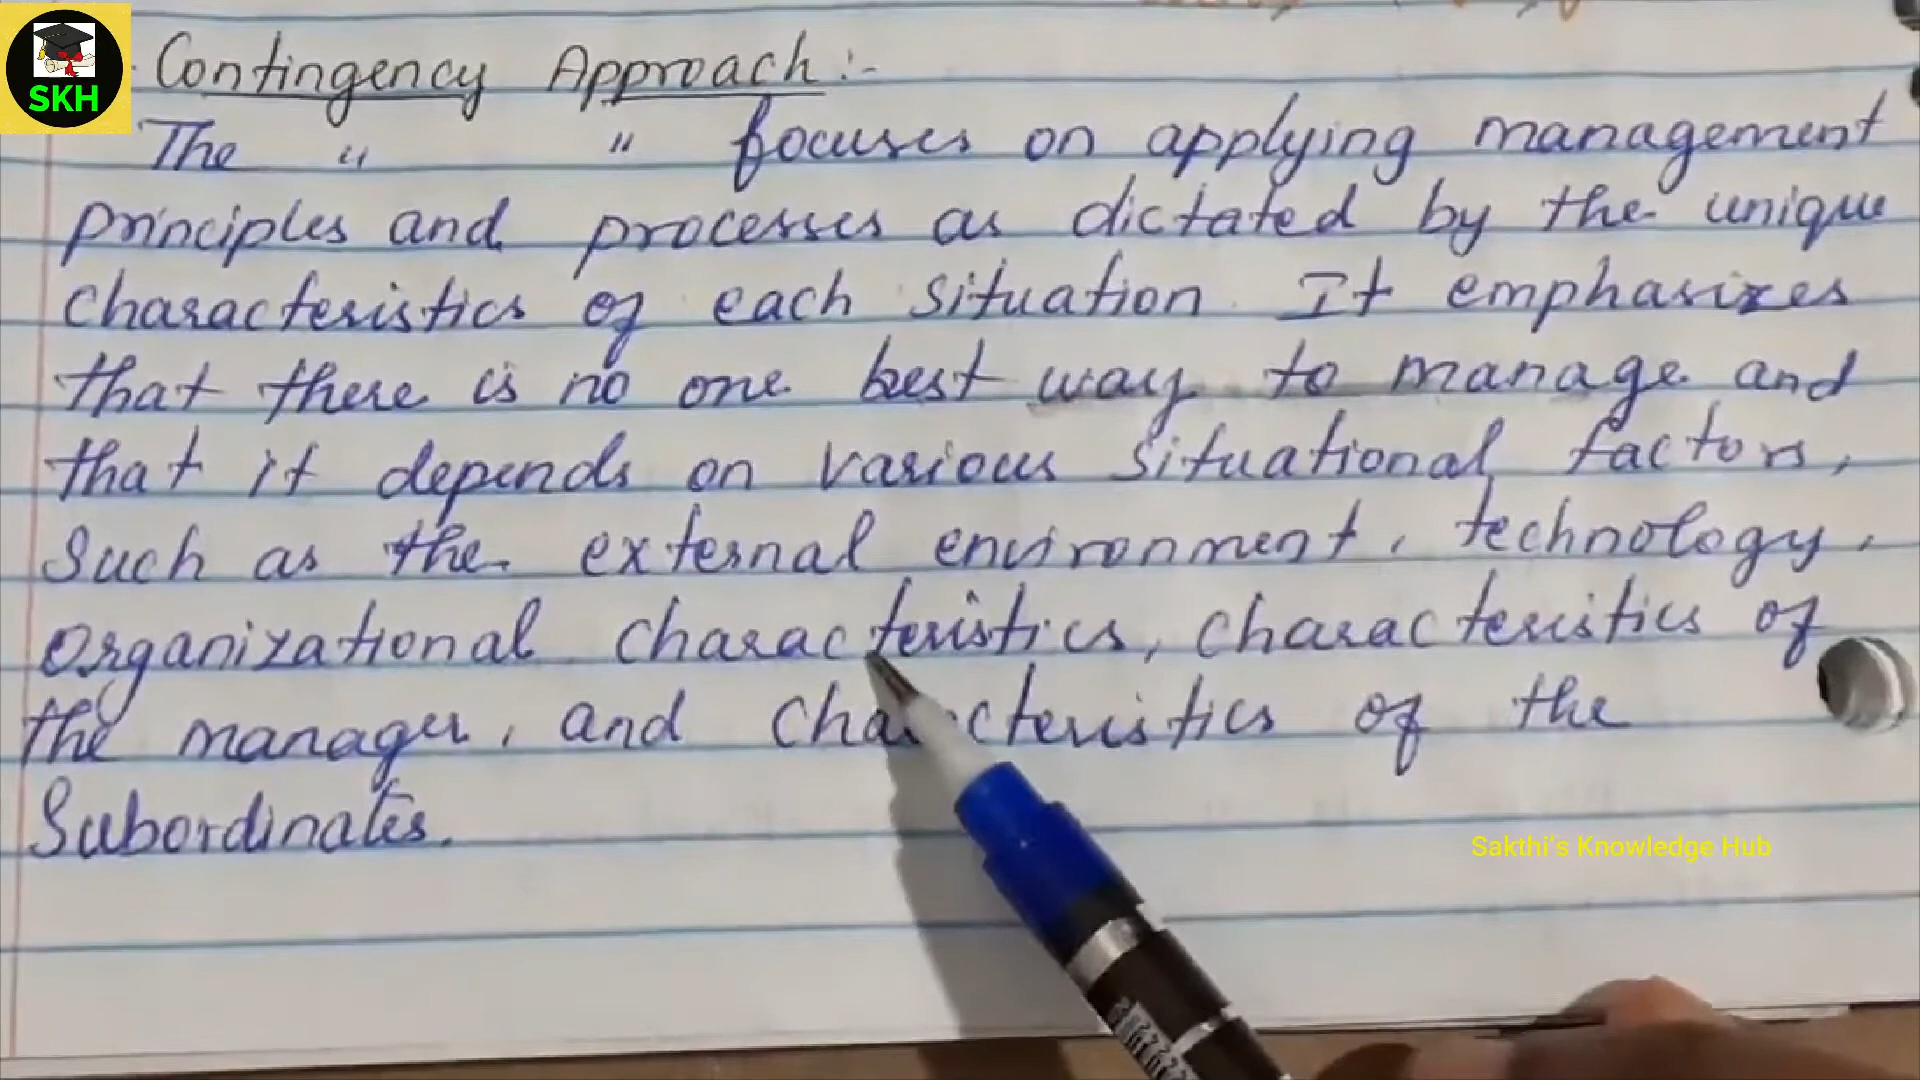 SKH
Contingency Approach :-
The " " focuses on applying management
principles and processes as dictated by the unique
characteristics of each situation. It emphasizes
that there is no one best way to manage and
that it depends on various situational factors,
Such as the external environment, technology,
Organizational characteristics, characteristics of
the manager, and characteristics of the
Subordinates.
Sakthi's Knowledge Hub